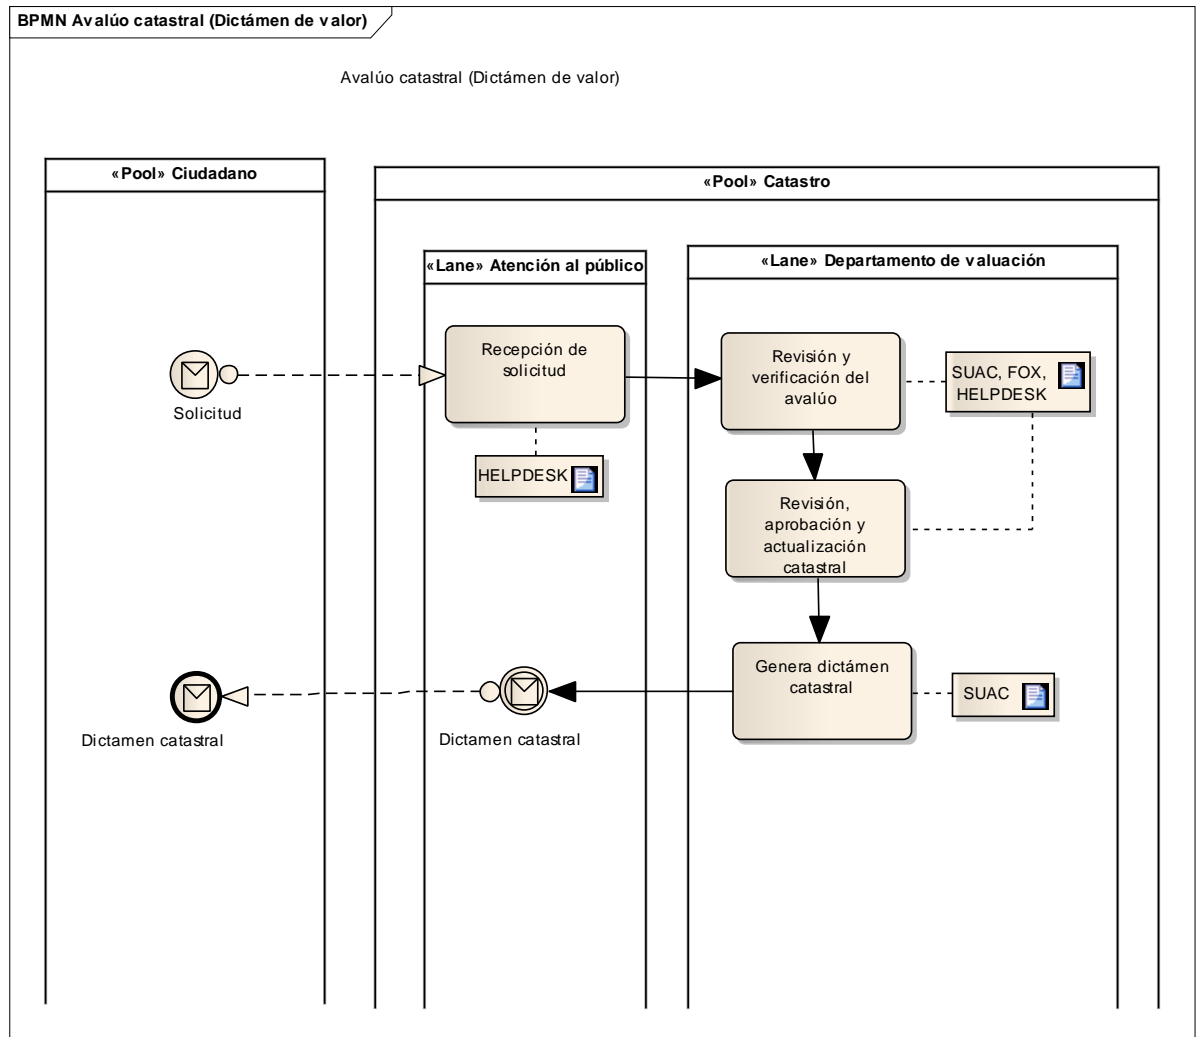 BPMN Avalúo catastral (Dictámen de valor)
Avalúo catastral (Dictámen de valor)
«Pool» Ciudadano
«Pool» Catastro
«Lane» Atención al público
«Lane» Departamento de valuación
Solicitud
Recepción de
solicitud
HELPDESK
Revisión y
verificación del
avalúo
SUAC, FOX,
HELPDESK
Revisión,
aprobación y
actualización
catastral
Genera dictámen
catastral
SUAC
Dictamen catastral
Dictamen catastral